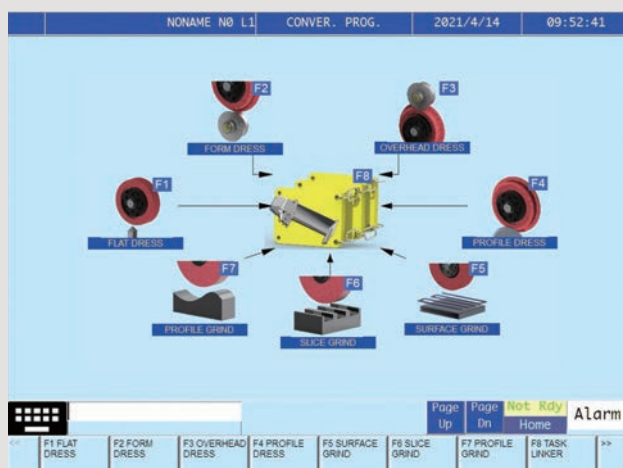 NONAME N0 L1 CONVER. PROG. 2021/4/14 09:52:41
F2 F3
FORM DRESS OVERHEAD DRESS
F1 F8 F4
FLAT DRESS PROFILE DRESS
F7 F6 F5
PROFILE GRIND SLICE GRIND SURFACE GRIND
Page Page Not Rdy Alarm
Up Dn Home
<< F1 FLAT F2 FORM F3 OVERHEAD F4 PROFILE F5 SURFACE F6 SLICE F7 PROFILE F8 TASK >>
DRESS DRESS DRESS DRESS GRIND GRIND GRIND LINKER